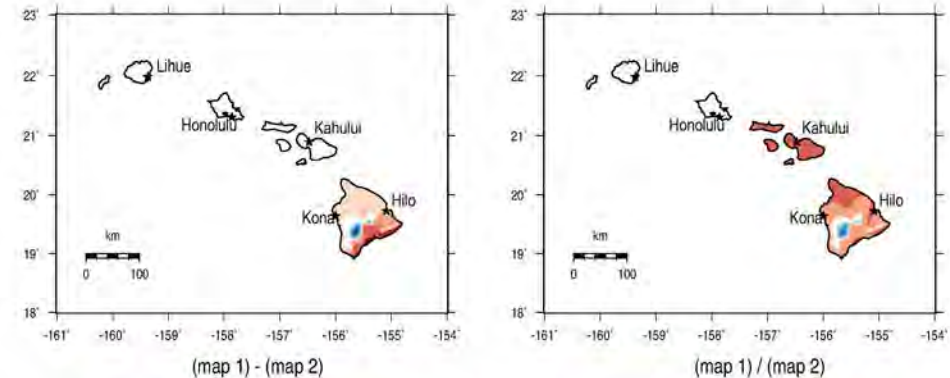 23˚
22˚
21˚
20˚
19˚
18˚
Lihue
Honolulu
Kahului
Kona
Hilo
km
0 100
-161˚ -160˚ -159˚ -158˚ -157˚ -156˚ -155˚ -154˚
(map 1) - (map 2)
23˚
22˚
21˚
20˚
19˚
18˚
Lihue
Honolulu
Kahului
Kona
Hilo
km
0 100
-161˚ -160˚ -159˚ -158˚ -157˚ -156˚ -155˚ -154˚
(map 1) / (map 2)